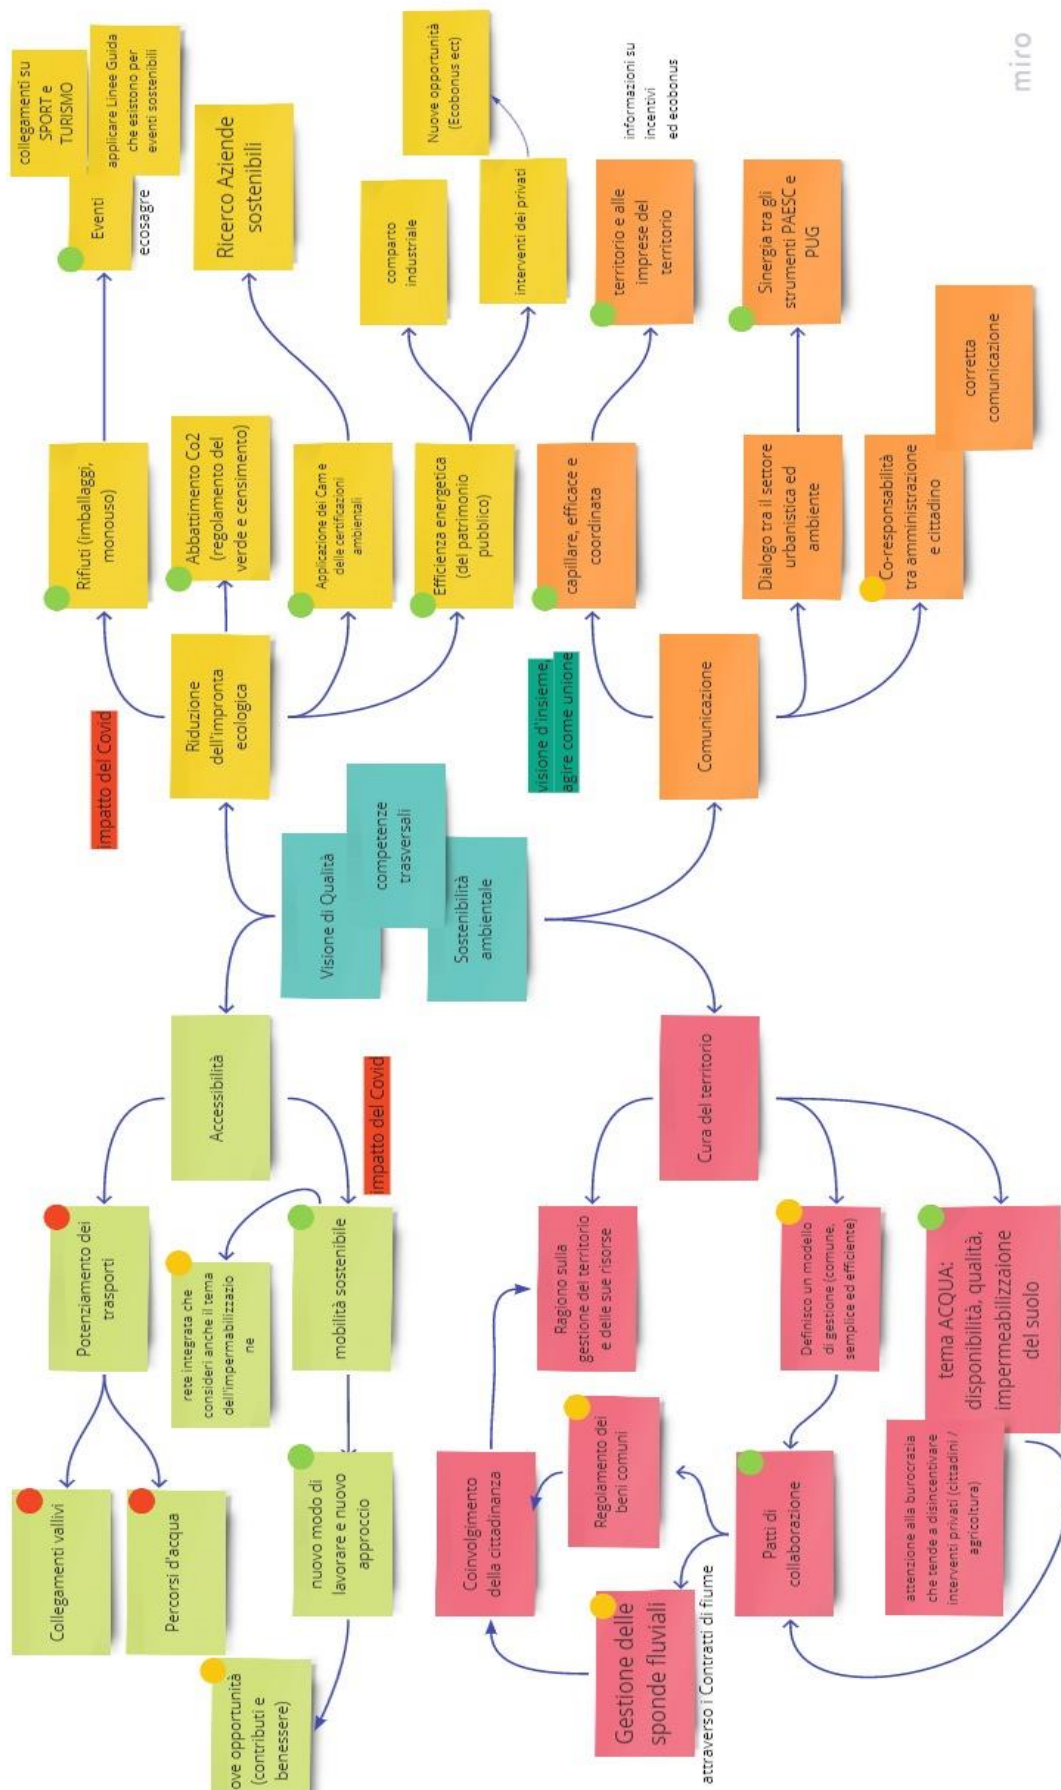 collegamenti su
SPORT e
TURISMO
applicare Linee Guida
che esistono per
eventi sostenibili
Eventi
ecosagre
Ricerco Aziende
sostenibili
Nuove opportunità
(Ecobonus ect)
comparto
industriale
interventi dei privati
informazioni su
incentivi
ed ecobonus
territorio e alle
imprese del
territorio
Sinergia tra gli
strumenti PAESC e
PUG
corretta
comunicazione
miro
Rifiuti (imballaggi,
monouso)
Abbattimento Co2
(regolamento del
verde e censimento)
Applicazione dei Cam e
delle certificazioni
ambientali
Efficienza energetica
(del patrimonio
pubblico)
capillare, efficace e
coordinata
Dialogo tra il settore
urbanistica ed
ambiente
Co-responsabilità
tra amministrazione
e cittadino
impatto del Covid
Riduzione
dell'impronta
ecologica
visione d'insieme,
agire come unione
Comunicazione
Visione di Qualità
competenze
trasversali
Sostenibilità
ambientale
Accessibilità
impatto del Covid
Cura del territorio
Potenziamento dei
trasporti
rete integrata che
consideri anche il tema
dell'impermabilizzazio
ne
mobilità sostenibile
Ragiono sulla
gestione del territorio
e delle sue risorse
Definisco un modello
di gestione (comune,
semplice ed efficiente)
tema ACQUA:
disponibilità, qualità,
impermeabilizzaione
del suolo
Collegamenti vallivi
Percorsi d'acqua
nuovo modo di
lavorare e nuovo
approccio
Coinvolgimento
della cittadinanza
Regolamento dei
beni comuni
Patti di
collaborazione
attenzione alla burocrazia
che tende a disincentivare
interventi privati (cittadini /
agricoltura)
ove opportunità
(contributi e
benessere)
Gestione delle
sponde fluviali
attraverso i Contratti di fiume